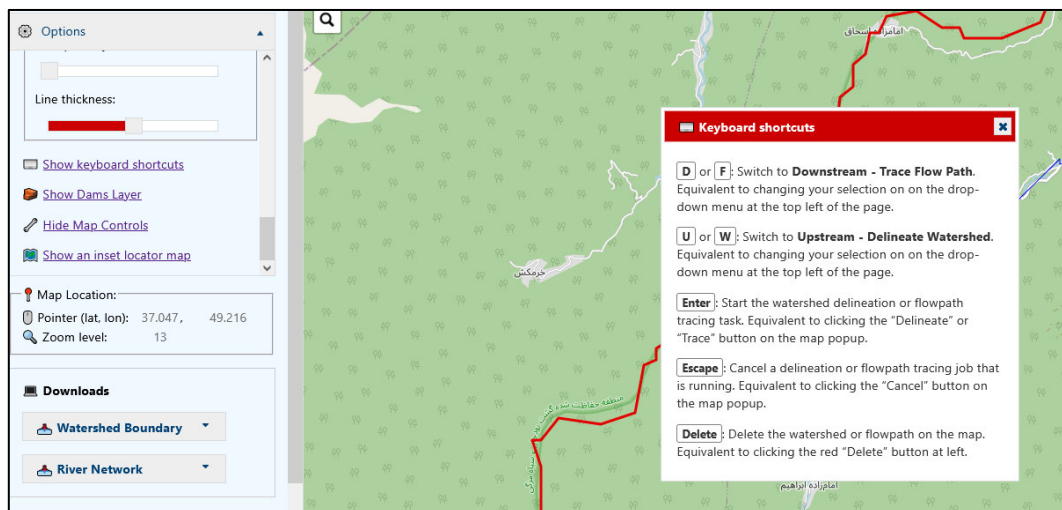 Options
Line thickness:
Show keyboard shortcuts
Show Dams Layer
Hide Map Controls
Show an inset locator map
Map Location:
Pointer (lat, lon): 37.047, 49.216
Zoom level: 13
Downloads
Watershed Boundary
River Network
امامزاده اسحاق
خرمکش
منطقه حفاظت شده گشت رودخان و سیاه مزگی
امامزاده ابراهیم
Keyboard shortcuts
D or F: Switch to Downstream - Trace Flow Path.
Equivalent to changing your selection on on the drop-
down menu at the top left of the page.
U or W: Switch to Upstream - Delineate Watershed.
Equivalent to changing your selection on on the drop-
down menu at the top left of the page.
Enter: Start the watershed delineation or flowpath
tracing task. Equivalent to clicking the "Delineate" or
"Trace" button on the map popup.
Escape: Cancel a delineation or flowpath tracing job that
is running. Equivalent to clicking the "Cancel" button on
the map popup.
Delete: Delete the watershed or flowpath on the map.
Equivalent to clicking the red "Delete" button at left.